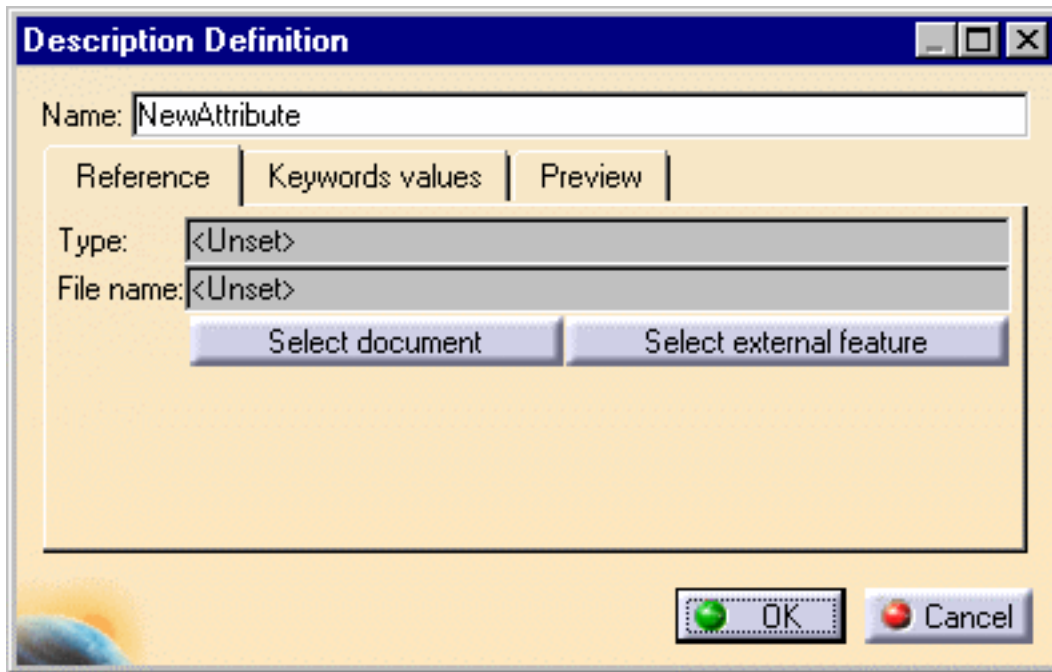 Description Definition
Name: NewAttribute
Reference Keywords values Preview
Type: <Unset>
File name: <Unset>
Select document Select external feature
OK Cancel